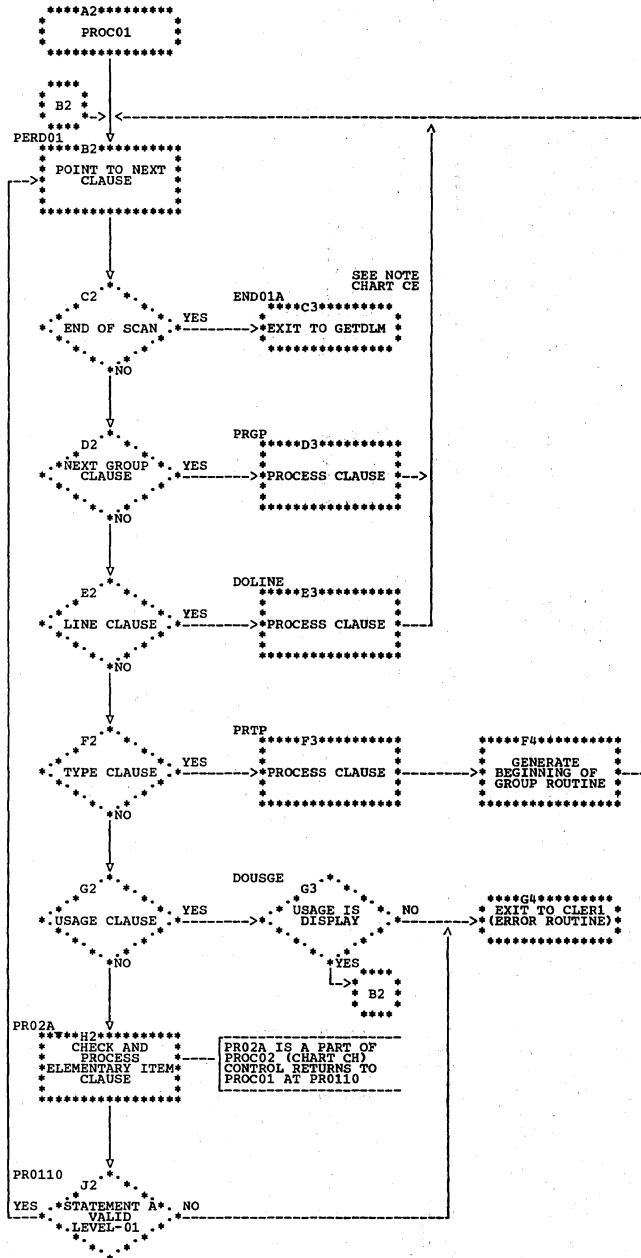 A2
PROC01
B2
PERD01
B2
POINT TO NEXT
CLAUSE
SEE NOTE
CHART CE
C2
END OF SCAN
YES
NO
END01A
C3
EXIT TO GETDLM
D2
NEXT GROUP
CLAUSE
YES
NO
PRGP
D3
PROCESS CLAUSE
E2
LINE CLAUSE
YES
NO
DOLINE
E3
PROCESS CLAUSE
F2
TYPE CLAUSE
YES
NO
PRTP
F3
PROCESS CLAUSE
F4
GENERATE
BEGINNING OF
GROUP ROUTINE
G2
USAGE CLAUSE
YES
NO
DOUSGE
G3
USAGE IS
DISPLAY
NO
YES
B2
G4
EXIT TO CLER1
(ERROR ROUTINE)
PR02A
H2
CHECK AND
PROCESS
ELEMENTARY ITEM
CLAUSE
PR02A IS A PART OF
PROC02 (CHART CH)
CONTROL RETURNS TO
PROC01 AT PR0110
PR0110
J2
YES
STATEMENT A
VALID
LEVEL-01
NO